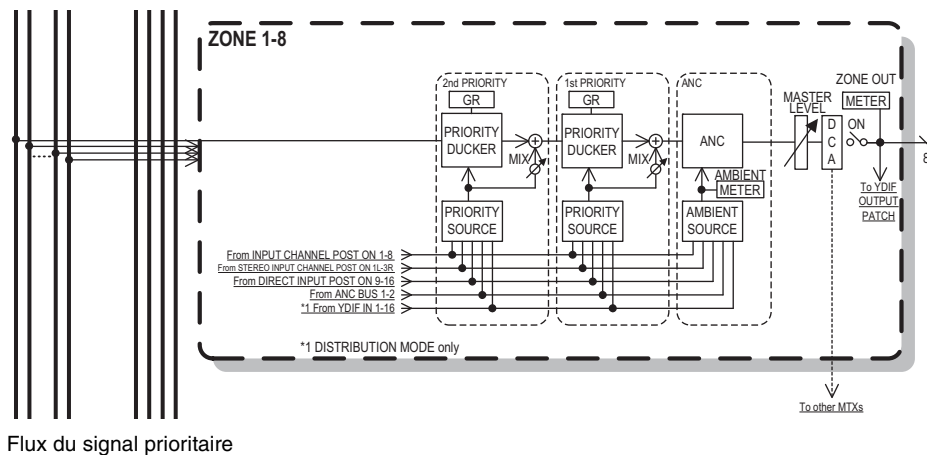 ZONE 1-8
2nd PRIORITY
GR
PRIORITY
DUCKER
MIX
PRIORITY
SOURCE
1st PRIORITY
GR
PRIORITY
DUCKER
MIX
PRIORITY
SOURCE
ANC
ANC
AMBIENT
METER
AMBIENT
SOURCE
MASTER
LEVEL
D
C
A
ON
ZONE OUT
METER
8
To YDIF
OUTPUT
PATCH
From INPUT CHANNEL POST ON 1-8
From STEREO INPUT CHANNEL POST ON 1L-3R
From DIRECT INPUT POST ON 9-16
From ANC BUS 1-2
*1 From YDIF IN 1-16
*1 DISTRIBUTION MODE only
To other MTXs
Flux du signal prioritaire